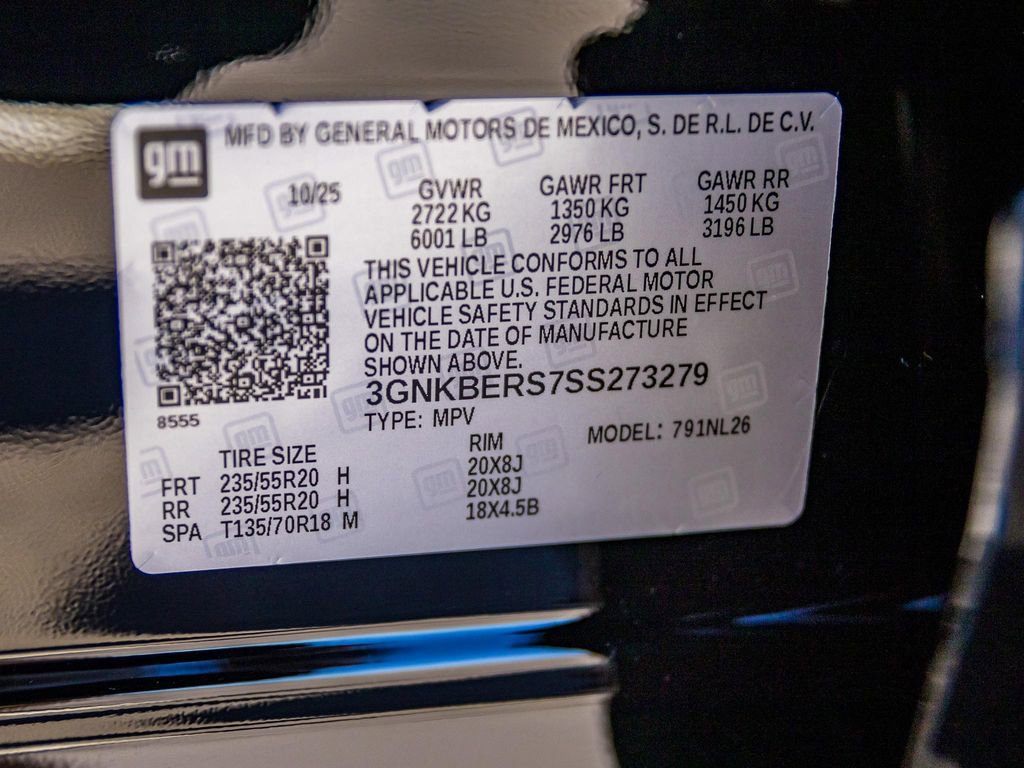 gm
MFD BY GENERAL MOTORS DE MEXICO, S. DE R.L. DE C.V.
10/25
GVWR GAWR FRT GAWR RR
2722 KG 1350 KG 1450 KG
6001 LB 2976 LB 3196 LB
THIS VEHICLE CONFORMS TO ALL
APPLICABLE U.S. FEDERAL MOTOR
VEHICLE SAFETY STANDARDS IN EFFECT
ON THE DATE OF MANUFACTURE
SHOWN ABOVE.
3GNKBERS7SS273279
8555
TYPE: MPV MODEL: 791NL26
TIRE SIZE RIM
FRT 235/55R20 H 20X8J
RR 235/55R20 H 20X8J
SPA T135/70R18 M 18X4.5B